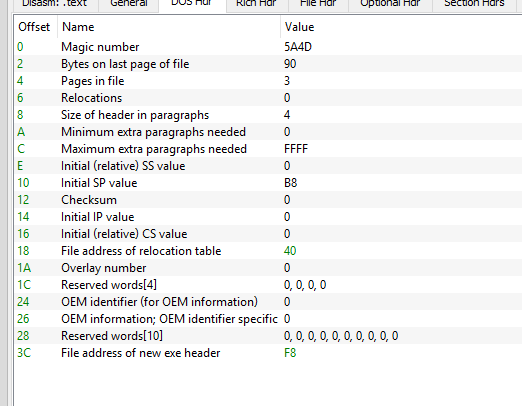 Disasm: .text General DOS Hdr Rich Hdr File Hdr Optional Hdr Section Hdrs
Offset Name Value
0 Magic number 5A4D
2 Bytes on last page of file 90
4 Pages in file 3
6 Relocations 0
8 Size of header in paragraphs 4
A Minimum extra paragraphs needed 0
C Maximum extra paragraphs needed FFFF
E Initial (relative) SS value 0
10 Initial SP value B8
12 Checksum 0
14 Initial IP value 0
16 Initial (relative) CS value 0
18 File address of relocation table 40
1A Overlay number 0
1C Reserved words[4] 0, 0, 0, 0
24 OEM identifier (for OEM information) 0
26 OEM information; OEM identifier specific 0
28 Reserved words[10] 0, 0, 0, 0, 0, 0, 0, 0, 0, 0
3C File address of new exe header F8